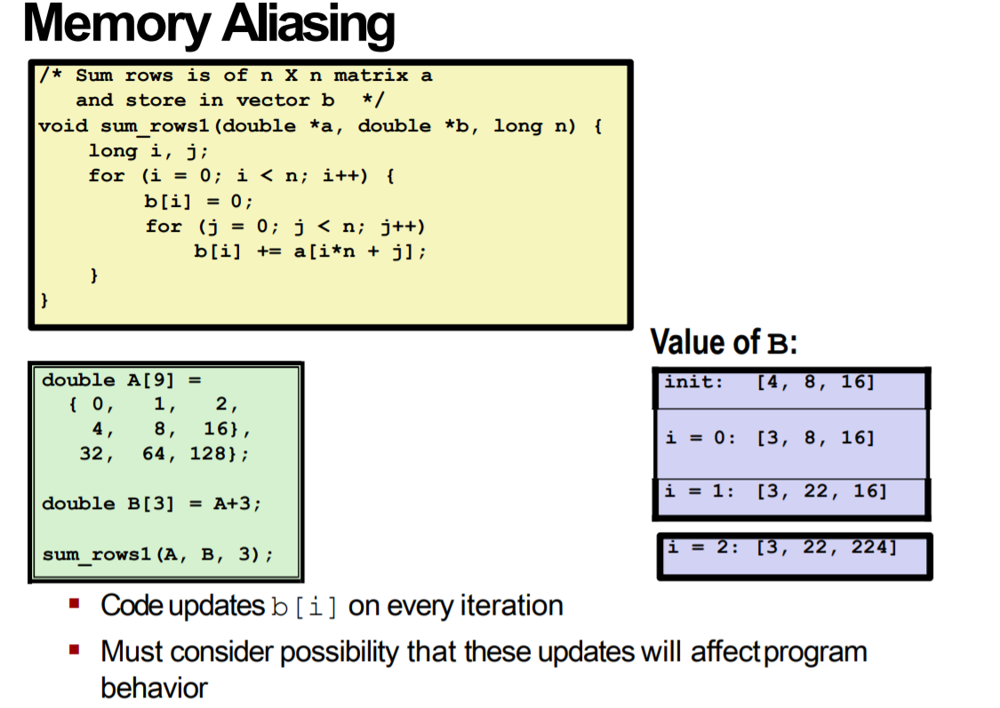 Memory Aliasing
/* Sum rows is of n X n matrix a
and store in vector b */
void sum_rows1(double *a, double *b, long n) {
long i, j;
for (i = 0; i < n; i++) {
b[i] = 0;
for (j = 0; j < n; j++)
b[i] += a[i*n + j];
}
}
double A[9] =
{ 0, 1, 2,
4, 8, 16},
32, 64, 128};
double B[3] = A+3;
sum_rows1(A, B, 3);
Value of B:
init: [4, 8, 16]
i = 0: [3, 8, 16]
i = 1: [3, 22, 16]
i = 2: [3, 22, 224]
▪ Code updates b[i] on every iteration
▪ Must consider possibility that these updates will affect program
behavior